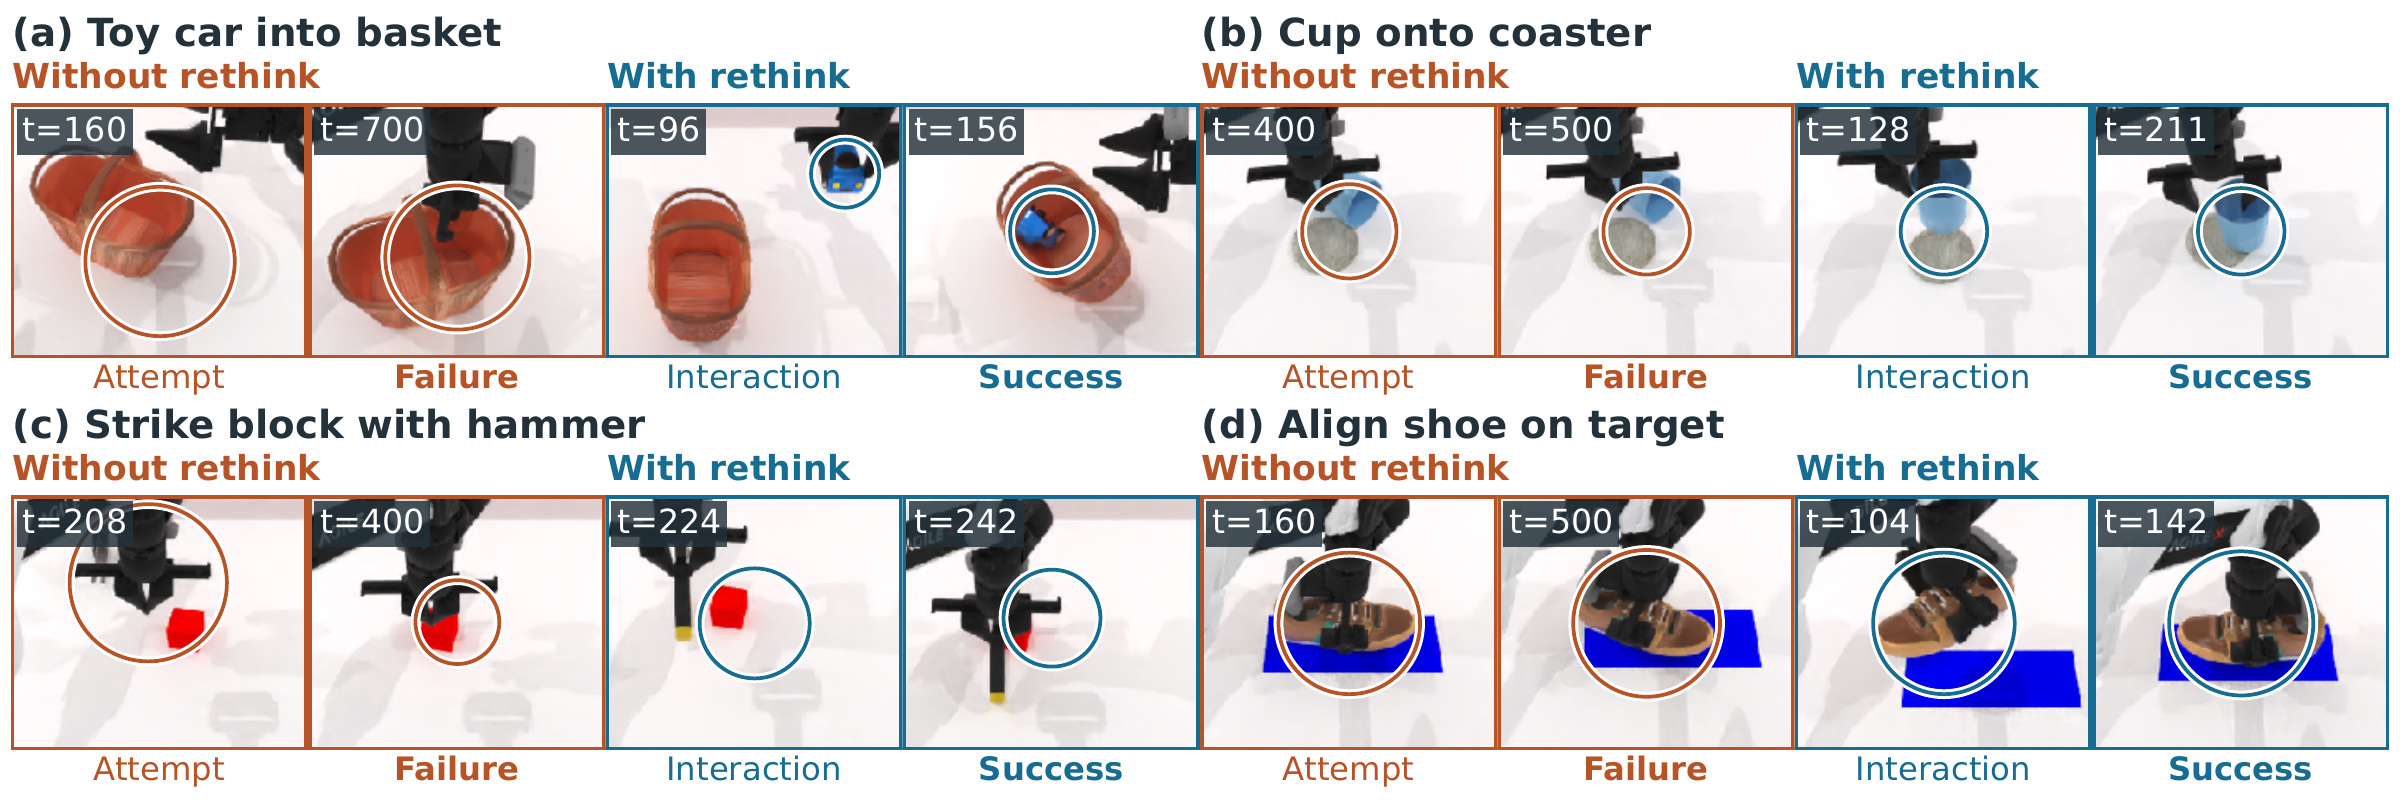 (a) Toy car into basket
(b) Cup onto coaster
Without rethink
With rethink
Without rethink
With rethink
t=160
t=700
t=96
t=156
t=400
t=500
t=128
t=211
Attempt
Failure
Interaction
Success
Attempt
Failure
Interaction
Success
(c) Strike block with hammer
(d) Align shoe on target
Without rethink
With rethink
Without rethink
With rethink
t=208
t=400
t=224
t=242
t=160
t=500
t=104
t=142
Attempt
Failure
Interaction
Success
Attempt
Failure
Interaction
Success